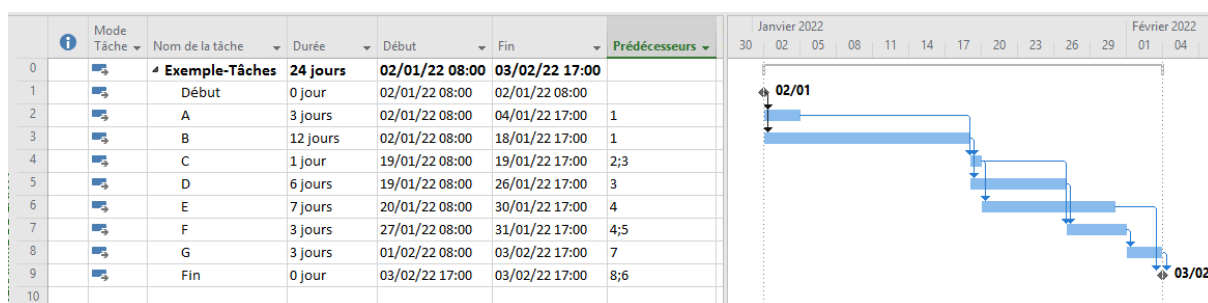 Janvier 2022 Février 2022
Mode Tâche Nom de la tâche Durée Début Fin Prédécesseurs 30 02 05 08 11 14 17 20 23 26 29 01 04
0 Exemple-Tâches 24 jours 02/01/22 08:00 03/02/22 17:00
1 Début 0 jour 02/01/22 08:00 02/01/22 08:00 02/01
2 A 3 jours 02/01/22 08:00 04/01/22 17:00 1
3 B 12 jours 02/01/22 08:00 18/01/22 17:00 1
4 C 1 jour 19/01/22 08:00 19/01/22 17:00 2;3
5 D 6 jours 19/01/22 08:00 26/01/22 17:00 3
6 E 7 jours 20/01/22 08:00 30/01/22 17:00 4
7 F 3 jours 27/01/22 08:00 31/01/22 17:00 4;5
8 G 3 jours 01/02/22 08:00 03/02/22 17:00 7
9 Fin 0 jour 03/02/22 17:00 03/02/22 17:00 8;6 03/02
10